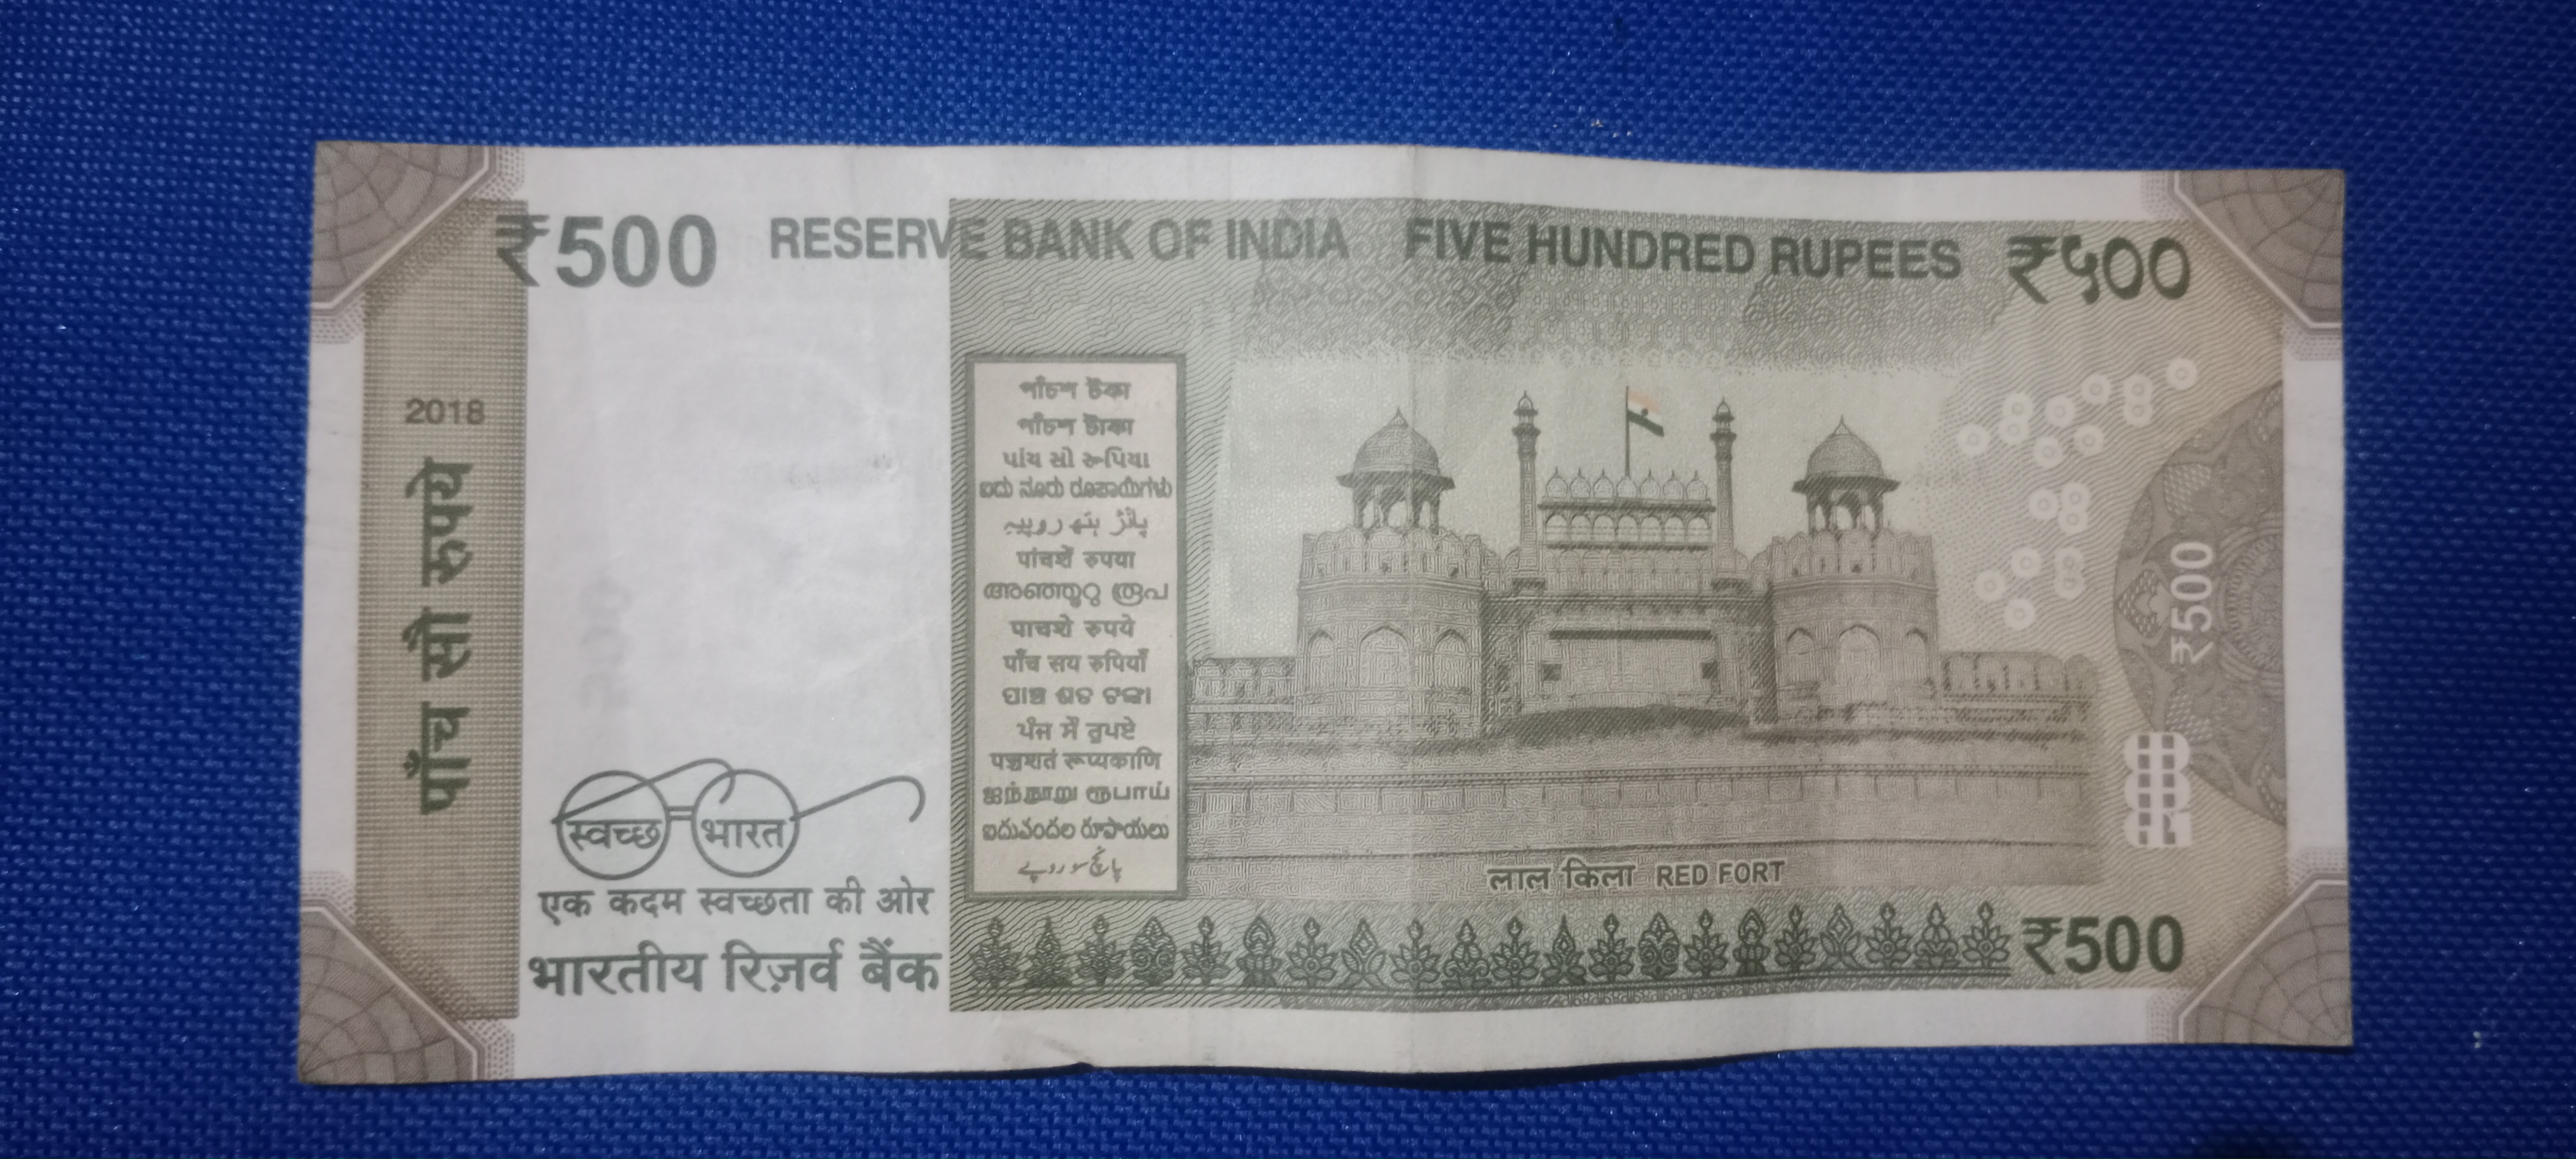 ₹500 RESERVE BANK OF INDIA FIVE HUNDRED RUPEES ₹५00
2018
पाँच सौ रुपये
পাঁচশ টকা
পাঁচশ টাকা
પાંચ સો રૂપિયા
ಐದು ನೂರು ರೂಪಾಯಿಗಳು
پانژ ہتھ روپیہ
पांचशें रुपया
അഞ്ഞൂറു രൂപ
पाचशे रुपये
पाँच सय रुपियाँ
ପାଞ୍ଚ ଶତ ଟଙ୍କା
ਪੰਜ ਸੌ ਰੁਪਏ
पञ्चशतं रूप्यकाणि
ஐந்நூறு ரூபாய்
ఐదువందల రూపాయలు
پانچ سو روپے
₹500
स्वच्छ भारत
एक कदम स्वच्छता की ओर
भारतीय रिज़र्व बैंक
लाल किला RED FORT
₹500